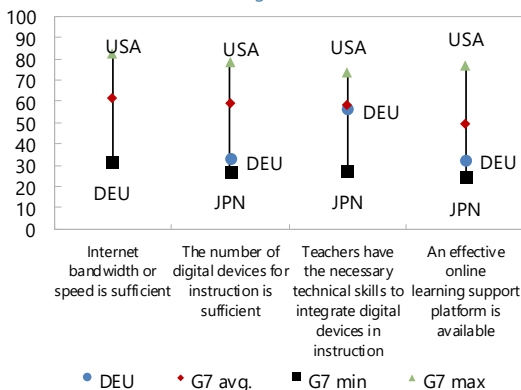 100
90
80
70
60
50
40
30
20
10
0
USA
USA
USA
USA
DEU
DEU
DEU
DEU
JPN
JPN
JPN
Internet
bandwidth or
speed is sufficient
The number of
digital devices for
instruction is
sufficient
Teachers have
the necessary
technical skills to
integrate digital
devices in
instruction
An effective
online
learning support
platform is
available
DEU
G7 avg.
G7 min
G7 max